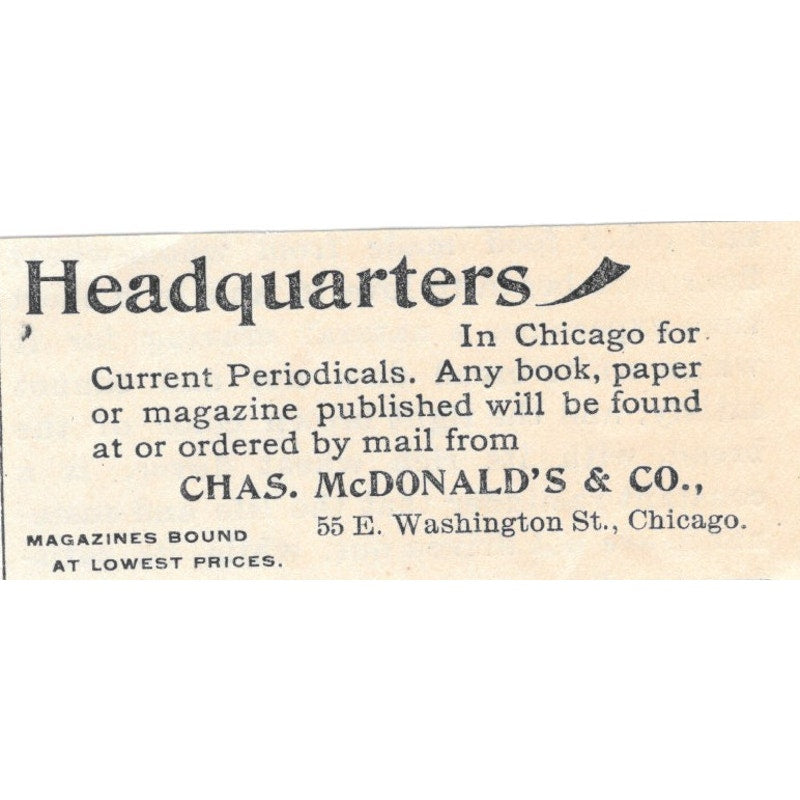 Headquarters
In Chicago for
Current Periodicals. Any book, paper
or magazine published will be found
at or ordered by mail from
CHAS. McDONALD'S & CO.,
55 E. Washington St., Chicago.
MAGAZINES BOUND
AT LOWEST PRICES.